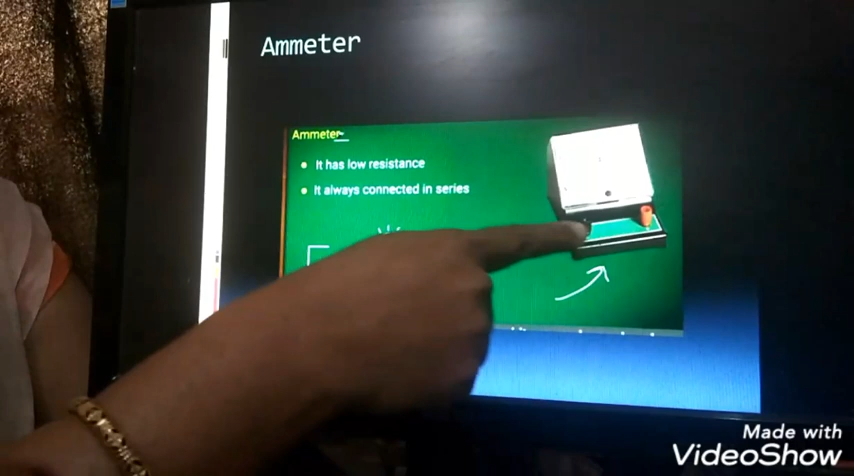 Ammeter
Ammeter
It has low resistance
It always connected in series
Made with
VideoShow